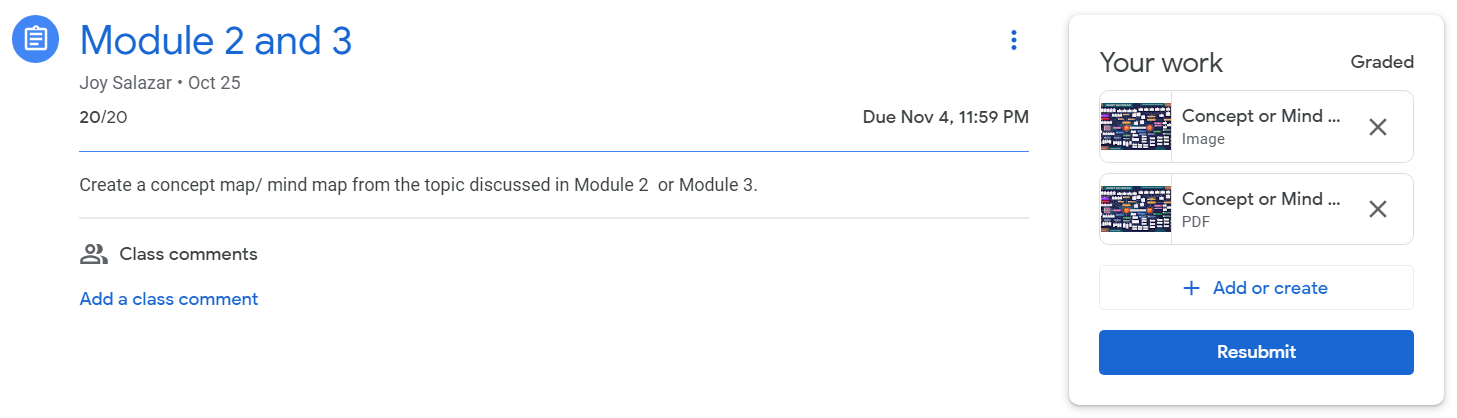 Module 2 and 3
Joy Salazar • Oct 25
20/20
Due Nov 4, 11:59 PM
Create a concept map/ mind map from the topic discussed in Module 2  or Module 3.
Class comments
Add a class comment
Your work
Graded
Concept or Mind ...
Image
Concept or Mind ...
PDF
Add or create
Resubmit